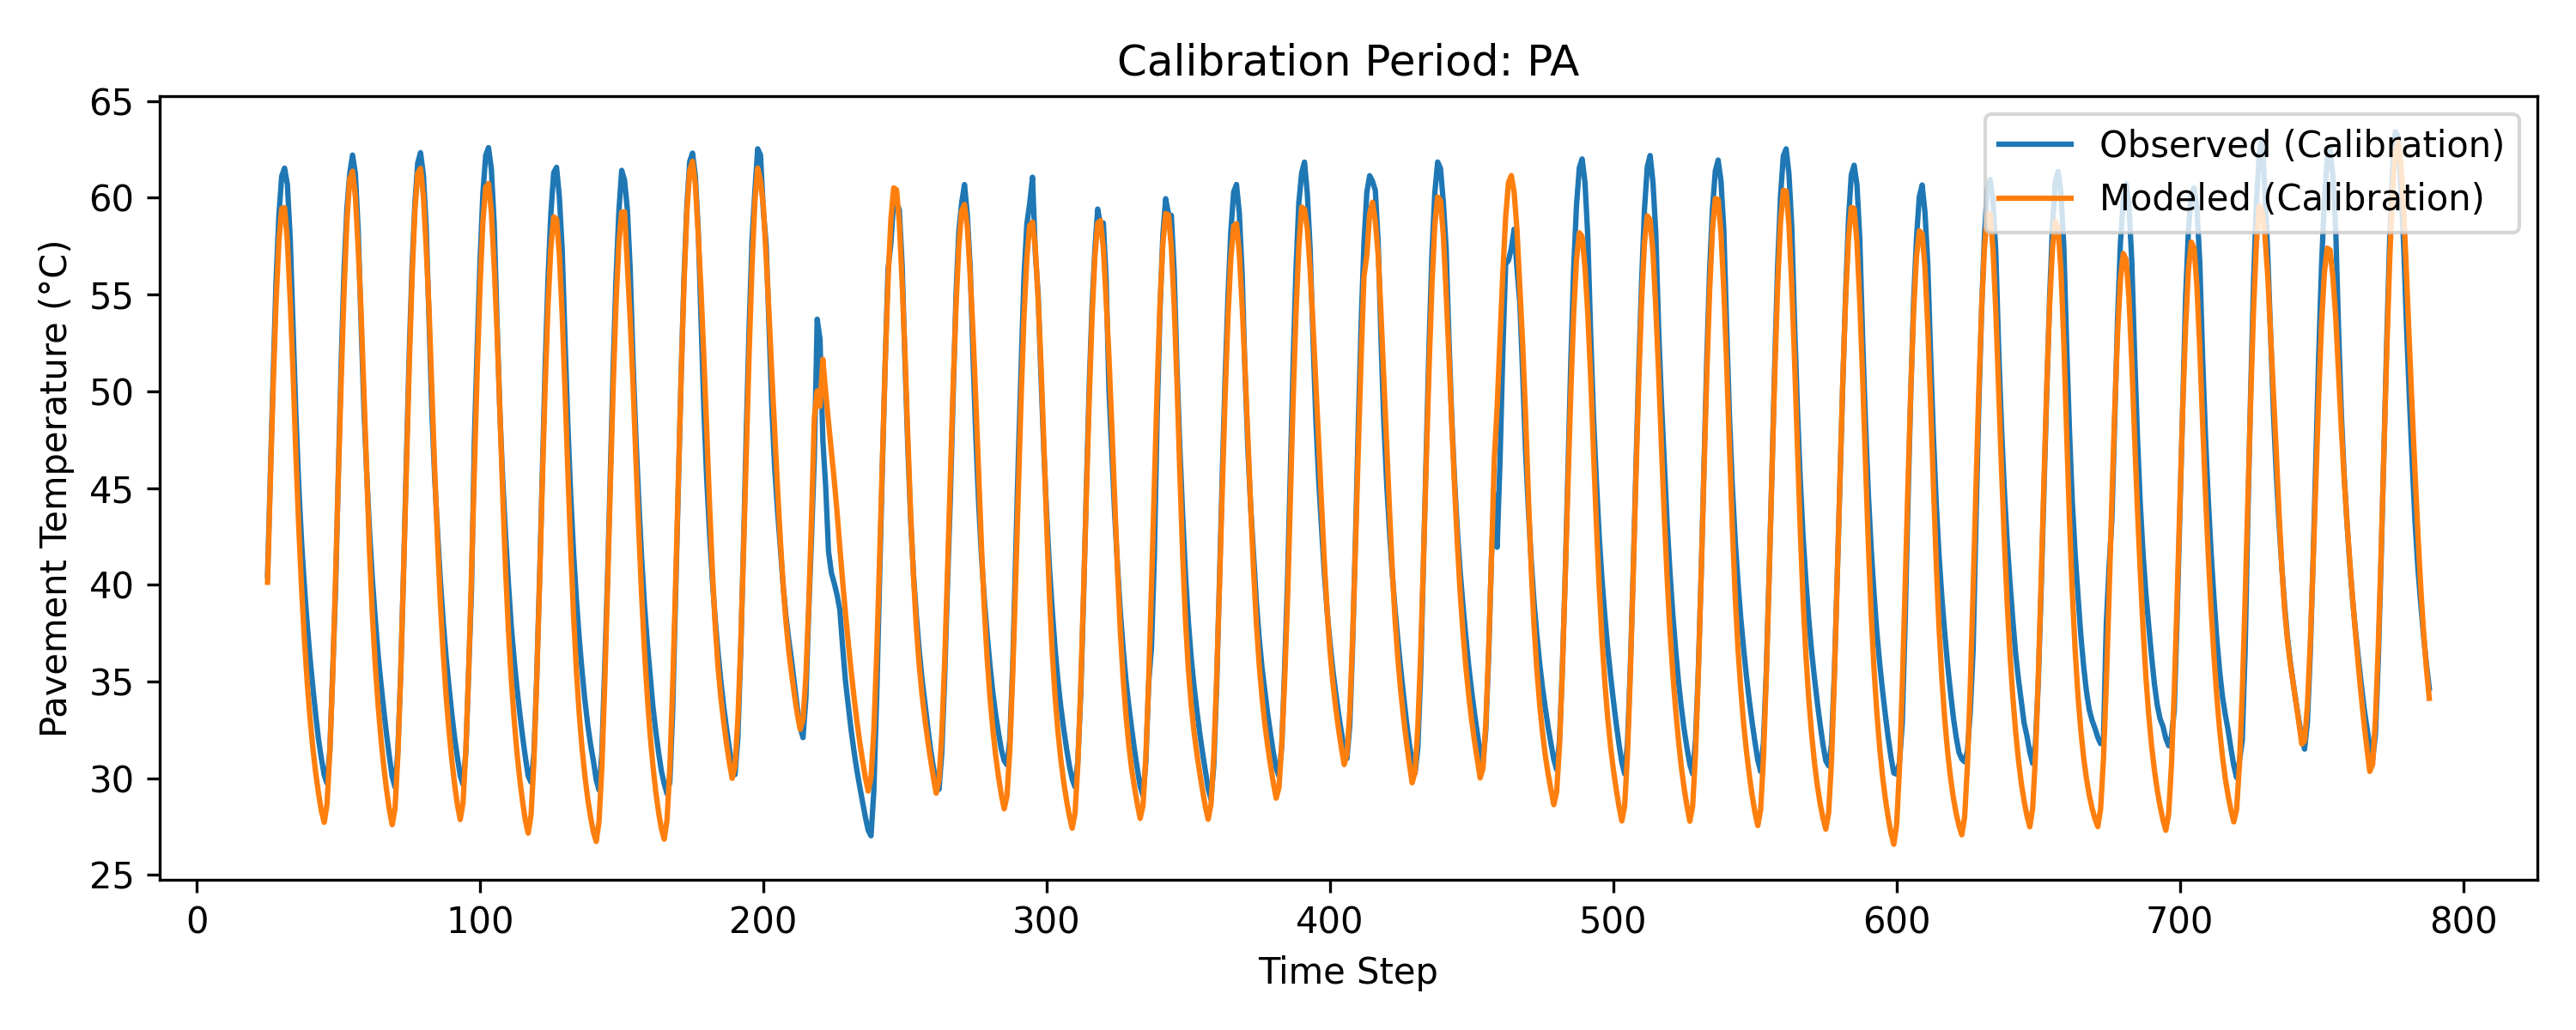 Calibration Period: PA
65
60
55
50
45
40
35
30
25
Pavement Temperature (°C)
Observed (Calibration)
Modeled (Calibration)
0 100 200 300 400 500 600 700 800
Time Step